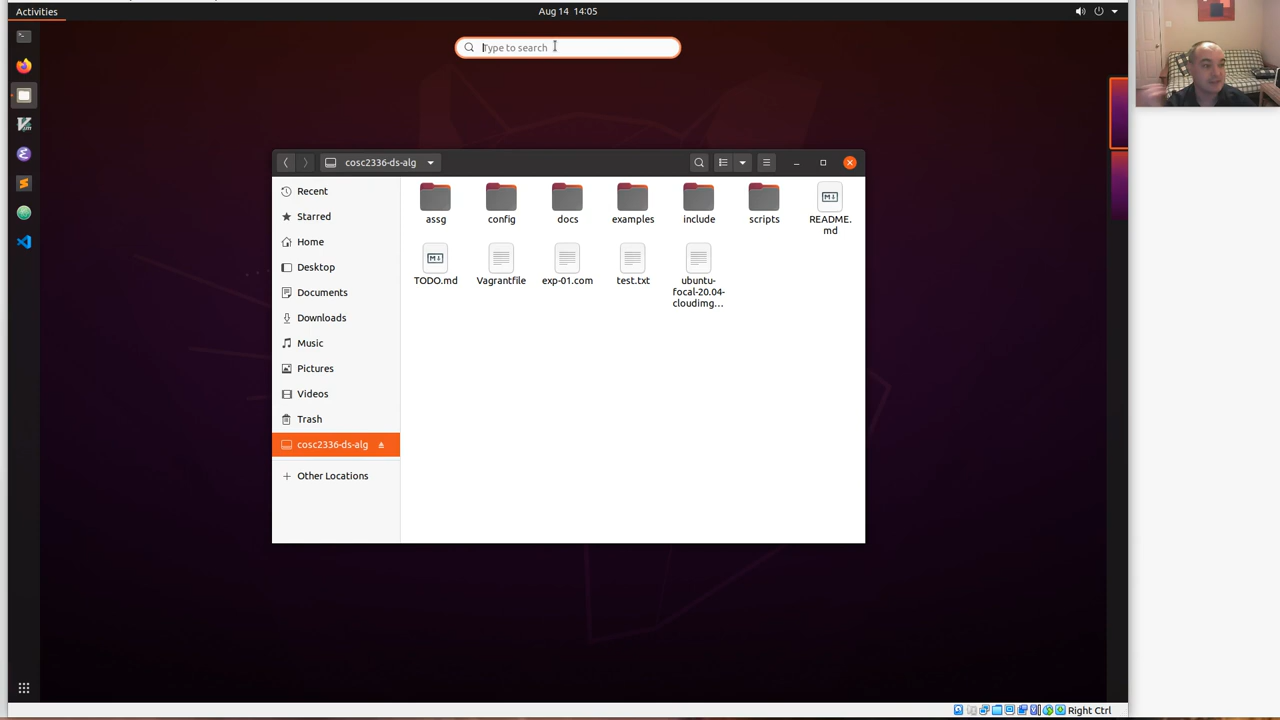 Activities
Aug 14 14:05
Type to search
cosc2336-ds-alg
Recent
Starred
Home
Desktop
Documents
Downloads
Music
Pictures
Videos
Trash
cosc2336-ds-alg
Other Locations
assg
config
docs
examples
include
scripts
README.
md
TODO.md
Vagrantfile
exp-01.com
test.txt
ubuntu-
focal-20.04-
cloudimg...
Right Ctrl